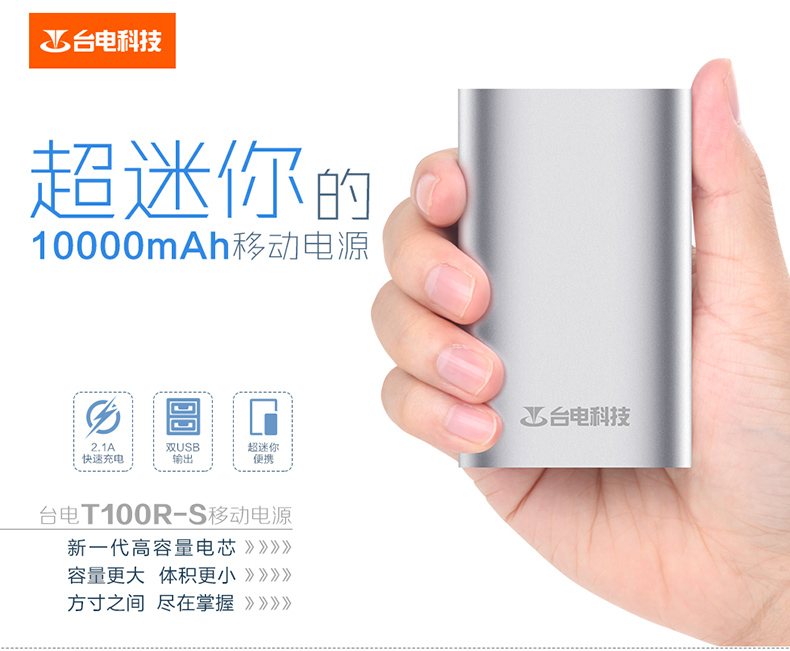 台电科技
超迷你的
10000mAh移动电源
2.1A
快速充电
双USB
输出
超迷你
便携
台电T100R-S移动电源
新一代高容量电芯 》》》》
容量更大 体积更小 》》》》
方寸之间 尽在掌握 》》》》
台电科技